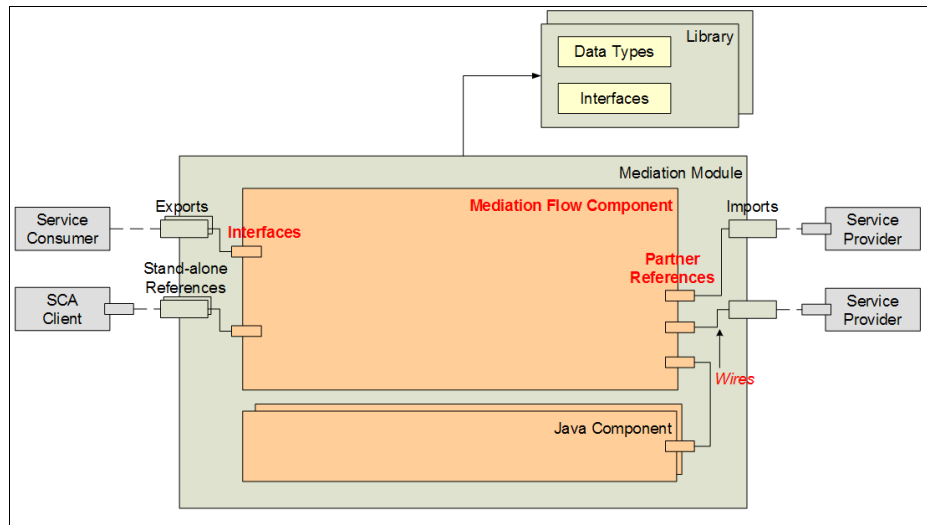 Library
Data Types
Interfaces
Mediation Module
Exports
Mediation Flow Component
Imports
Service
Consumer
Interfaces
Service
Provider
Partner
References
Stand-alone
References
SCA
Client
Service
Provider
Wires
Java Component